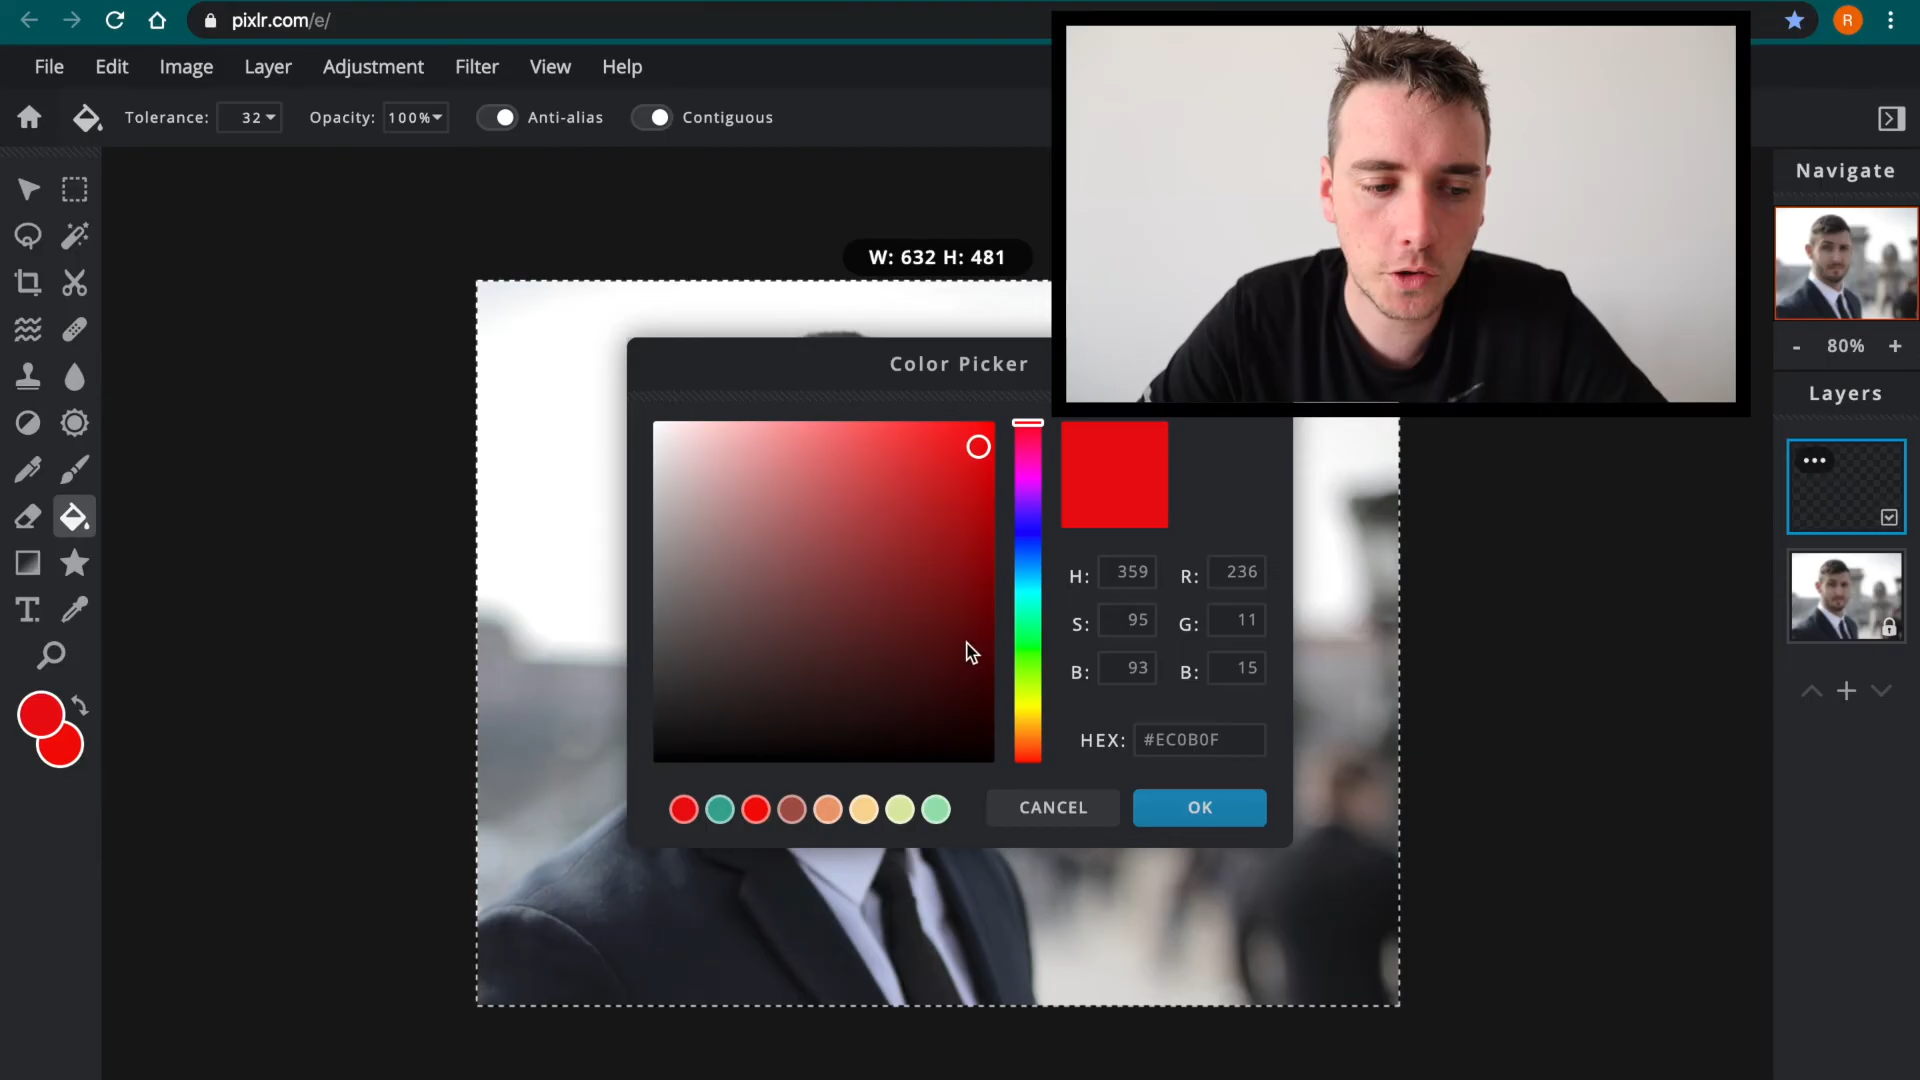 pixlr.com/e/
R
File Edit Image Layer Adjustment Filter View Help
Tolerance: 32 Opacity: 100% Anti-alias Contiguous
Navigate
W: 632 H: 481
80%
Color Picker
Layers
H: 359 R: 236
S: 95 G: 11
B: 93 B: 15
HEX: #EC0B0F
CANCEL OK